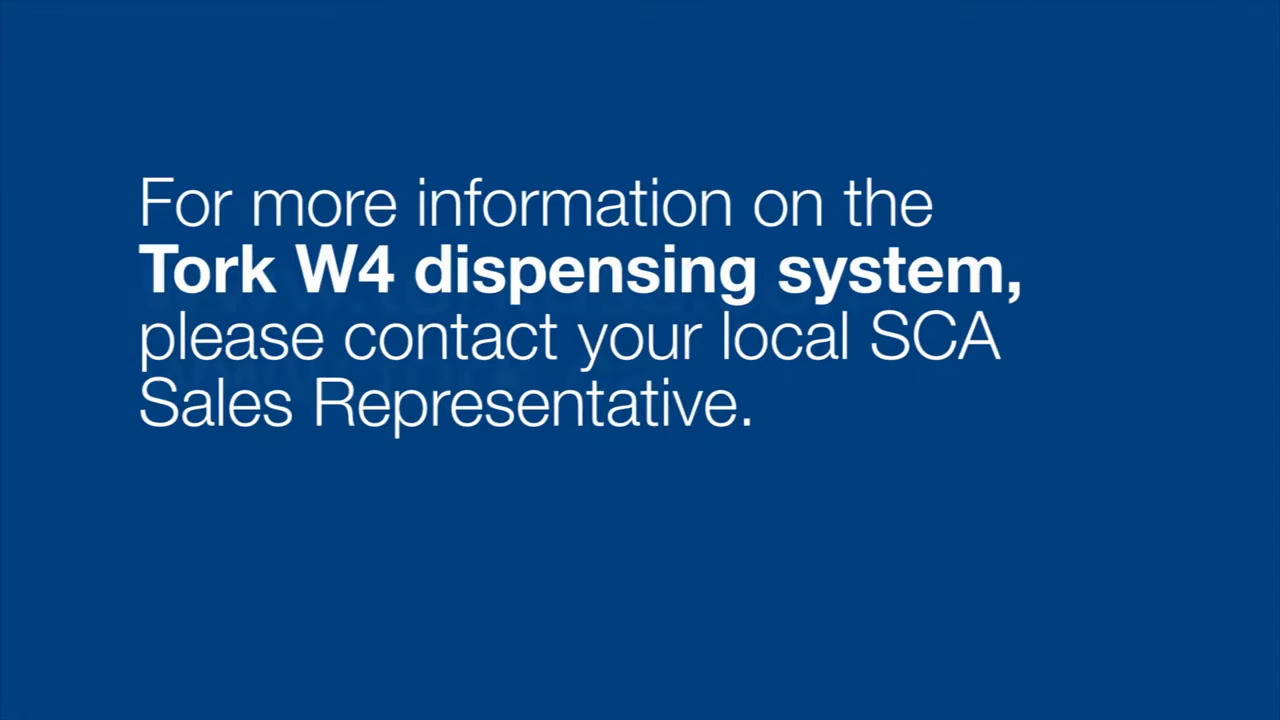 For more information on the
Tork W4 dispensing system,
please contact your local SCA
Sales Representative.